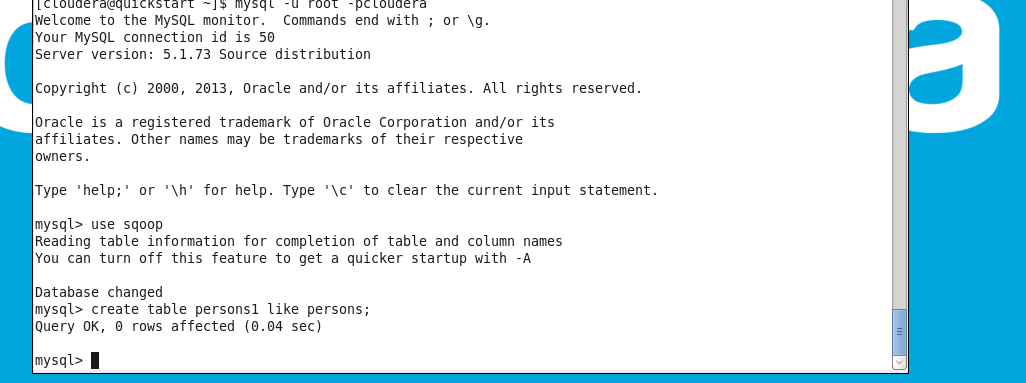 [cloudera@quickstart ~]$ mysql -u root -pcloudera
Welcome to the MySQL monitor.  Commands end with ; or \g.
Your MySQL connection id is 50
Server version: 5.1.73 Source distribution
Copyright (c) 2000, 2013, Oracle and/or its affiliates. All rights reserved.
Oracle is a registered trademark of Oracle Corporation and/or its
affiliates. Other names may be trademarks of their respective
owners.
Type 'help;' or '\h' for help. Type '\c' to clear the current input statement.
mysql> use sqoop
Reading table information for completion of table and column names
You can turn off this feature to get a quicker startup with -A
Database changed
mysql> create table persons1 like persons;
Query OK, 0 rows affected (0.04 sec)
mysql>